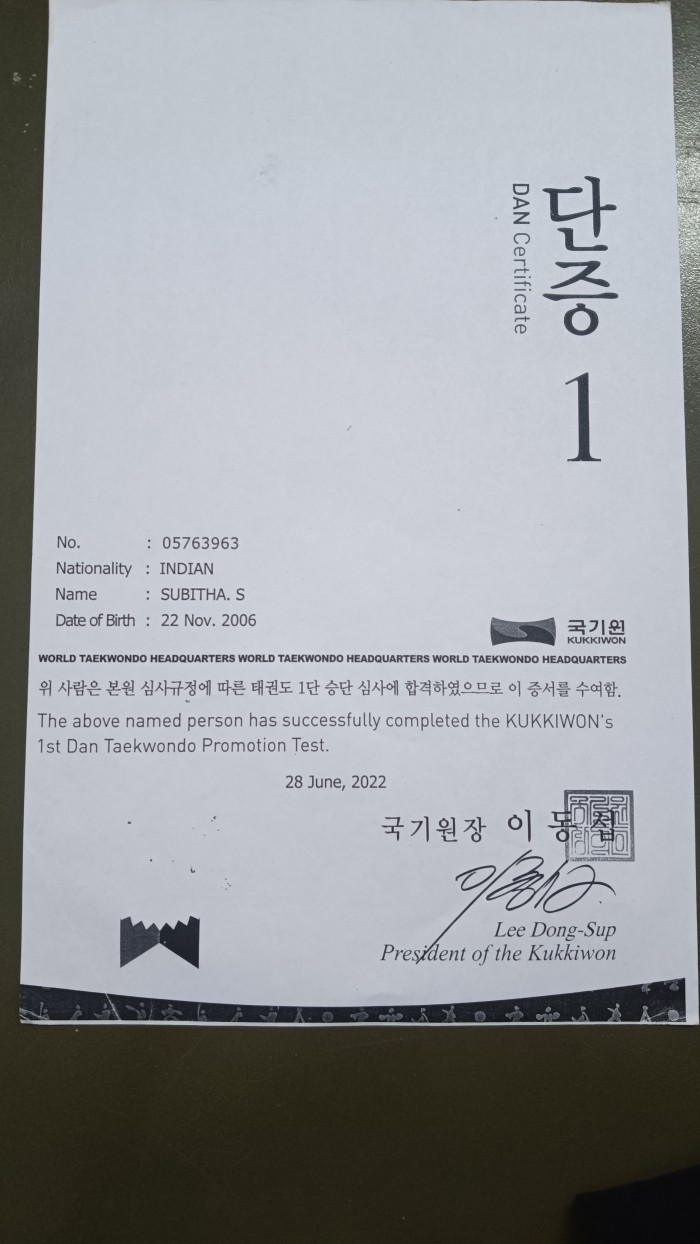 단증
DAN Certificate
1
No. : 05763963
Nationality : INDIAN
Name : SUBITHA. S
Date of Birth : 22 Nov. 2006
국기원
KUKKIWON
WORLD TAEKWONDO HEADQUARTERS WORLD TAEKWONDO HEADQUARTERS WORLD TAEKWONDO HEADQUARTERS
위 사람은 본원 심사규정에 따른 태권도 1단 승단 심사에 합격하였으므로 이 증서를 수여함.
The above named person has successfully completed the KUKKIWON's
1st Dan Taekwondo Promotion Test.
28 June, 2022
국기원장 이 동 섭
Lee Dong-Sup
President of the Kukkiwon